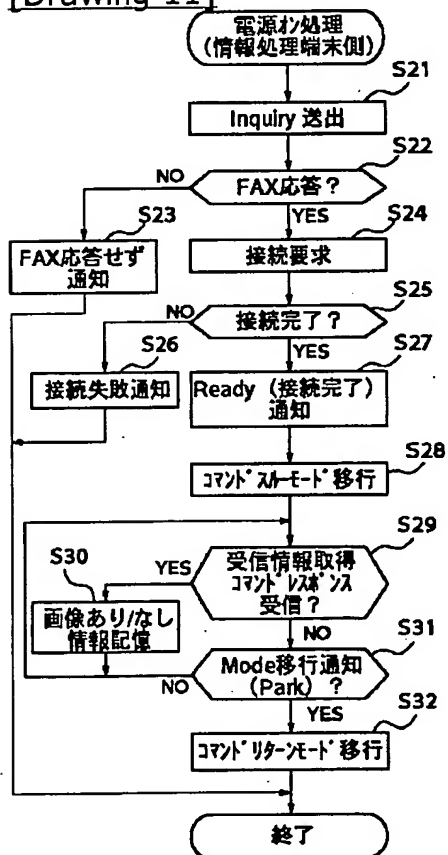 [Drawing 11]
電源オン処理
(情報処理端末側)
S21
Inquiry 送出
S22
FAX応答?
NO
YES
S23
FAX応答せず
通知
S24
接続要求
S25
接続完了?
NO
YES
S26
接続失敗通知
S27
Ready (接続完了)
通知
S28
コマンドスルーモード移行
S29
受信情報取得
コマンドレスポンス
受信?
YES
NO
S30
画像あり/なし
情報記憶
S31
Mode移行通知
(Park) ?
NO
YES
S32
コマンドリターンモード移行
終了